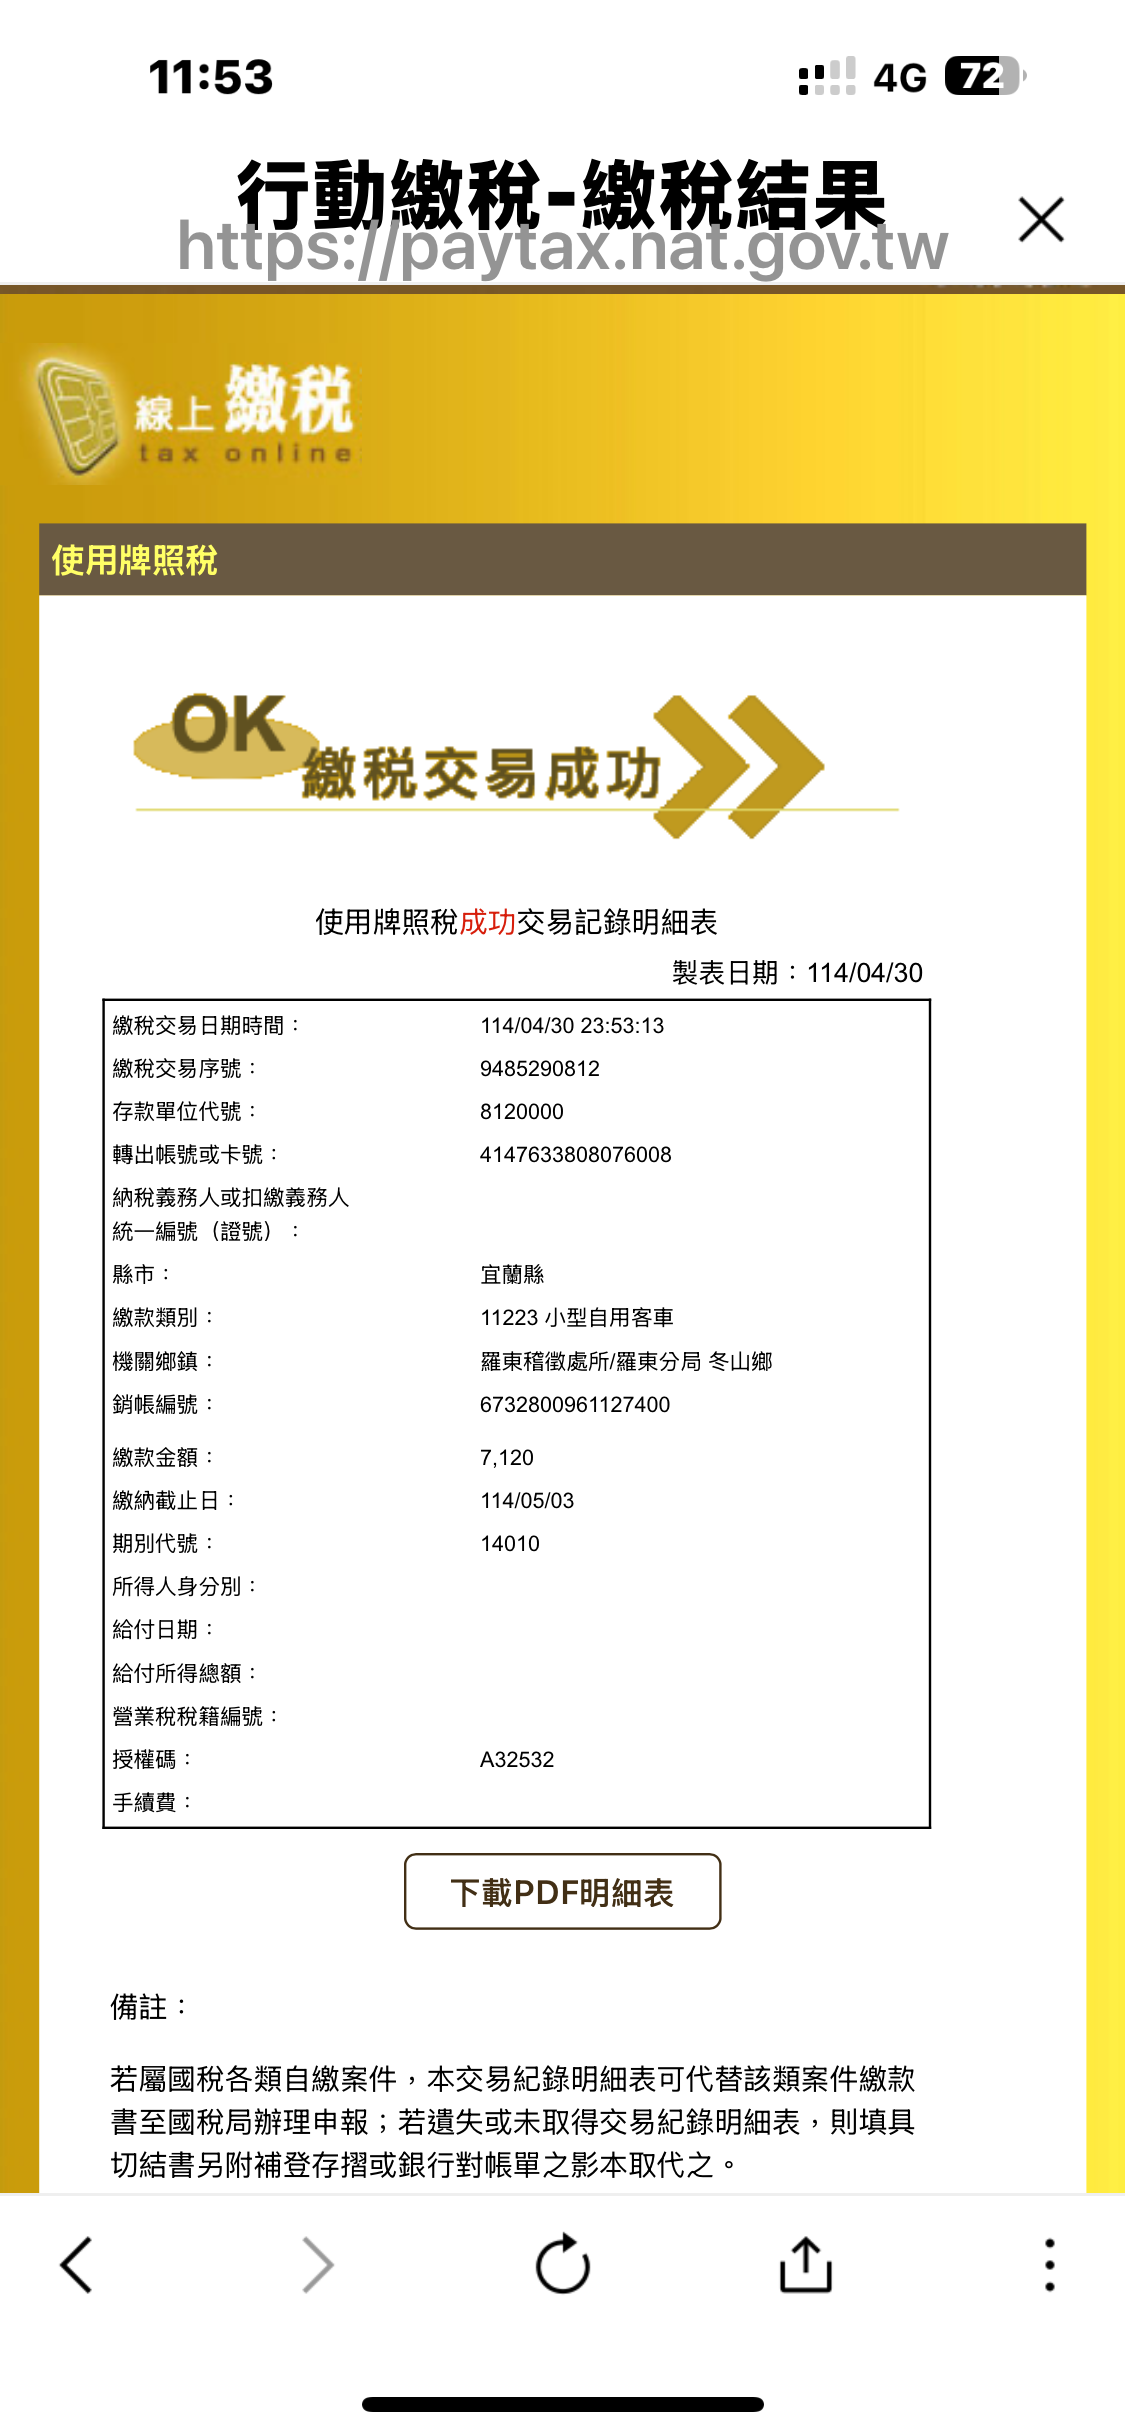 11:53
4G 72
行動繳稅-繳稅結果
https://paytax.nat.gov.tw
線上繳稅
tax online
使用牌照稅
OK
繳稅交易成功
使用牌照稅成功交易記錄明細表
製表日期：114/04/30
繳稅交易日期時間： 114/04/30 23:53:13
繳稅交易序號： 9485290812
存款單位代號： 8120000
轉出帳號或卡號： 4147633808076008
納稅義務人或扣繳義務人
統一編號（證號）：
縣市： 宜蘭縣
繳款類別： 11223 小型自用客車
機關鄉鎮： 羅東稽徵處所/羅東分局 冬山鄉
銷帳編號： 6732800961127400
繳款金額： 7,120
繳納截止日： 114/05/03
期別代號： 14010
所得人身分別：
給付日期：
給付所得總額：
營業稅稅籍編號：
授權碼： A32532
手續費：
下載PDF明細表
備註：
若屬國稅各類自繳案件，本交易紀錄明細表可代替該類案件繳款
書至國稅局辦理申報；若遺失或未取得交易紀錄明細表，則填具
切結書另附補登存摺或銀行對帳單之影本取代之。